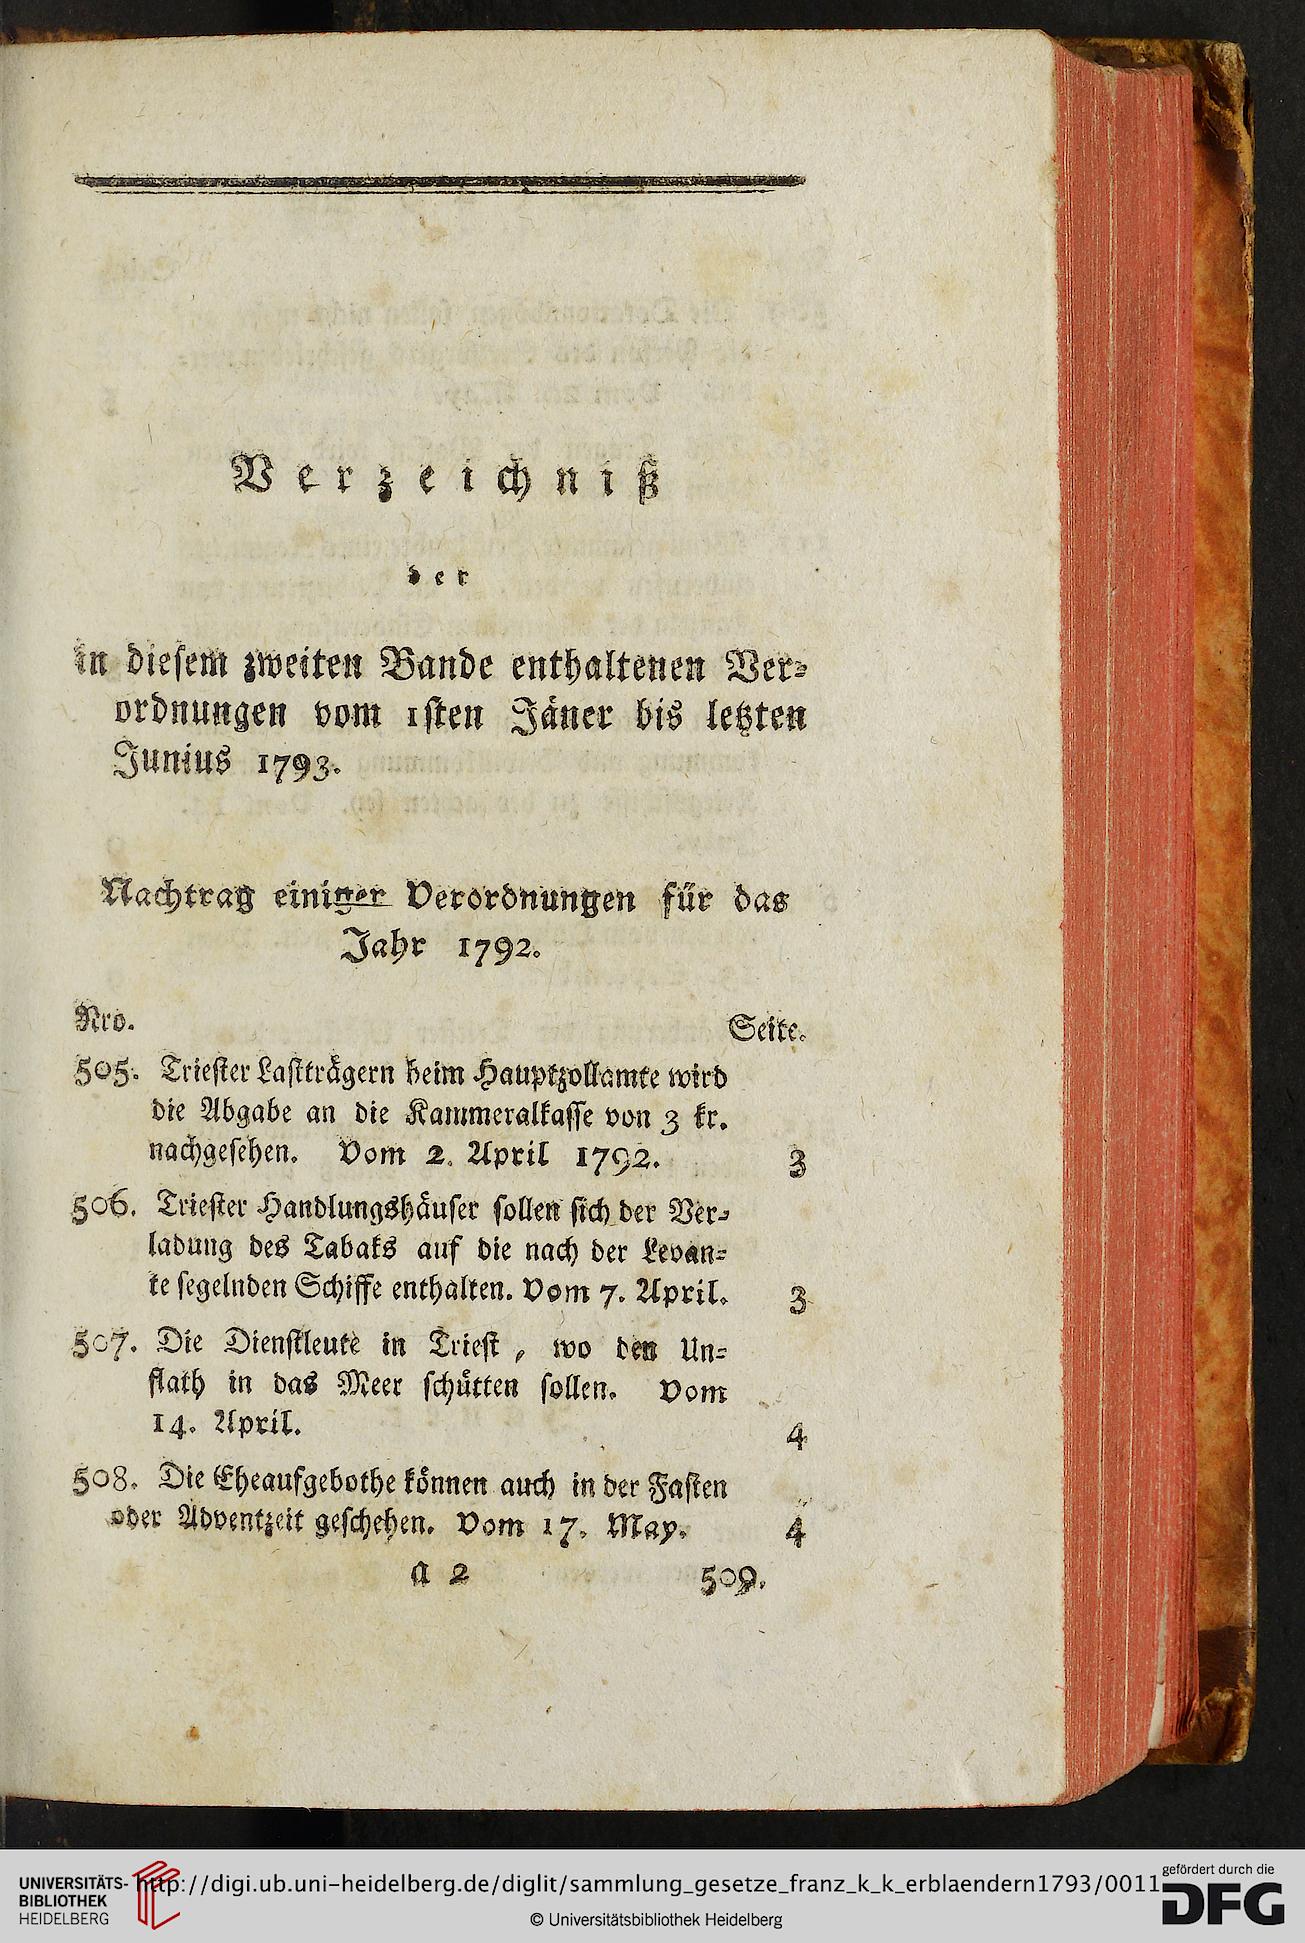 Verzeichniß
der
in diesem zweiten Bande enthaltenen Ver-
ordnungen vom 1sten Jäner bis letzten
Junius 1793.
Nachtrag einiger Verordnungen für das
Jahr 1792.
Nro. Seite.
505. Triester Lastträgern beim Hauptzollamte wird
die Abgabe an die Kammeralkasse von 3 kr.
nachgesehen. Vom 2. April 1792. 3
506. Triester Handlungshäuser sollen sich der Ver-
ladung des Tabaks auf die nach der Levan-
te segelnden Schiffe enthalten. Vom 7. April. 3
507. Die Dienstleute in Triest, wo den Un-
flath in das Meer schütten sollen. Vom
14. April. 4
508. Die Eheaufgebothe können auch in der Fasten
oder Adventzeit geschehen. Vom 17. May. 4
a 2 509.
UNIVERSITÄTS-
BIBLIOTHEK
HEIDELBERG
http://digi.ub.uni-heidelberg.de/diglit/sammlung_gesetze_franz_k_k_erblaendern1793/0011
© Universitätsbibliothek Heidelberg
gefördert durch die
DFG